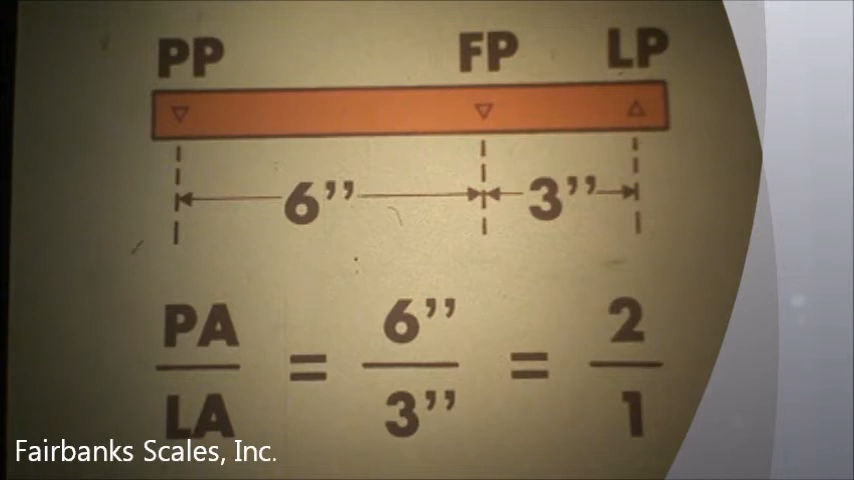 PP FP LP
6” 3”
PA = 6” = 2
LA 3” 1
Fairbanks Scales, Inc.